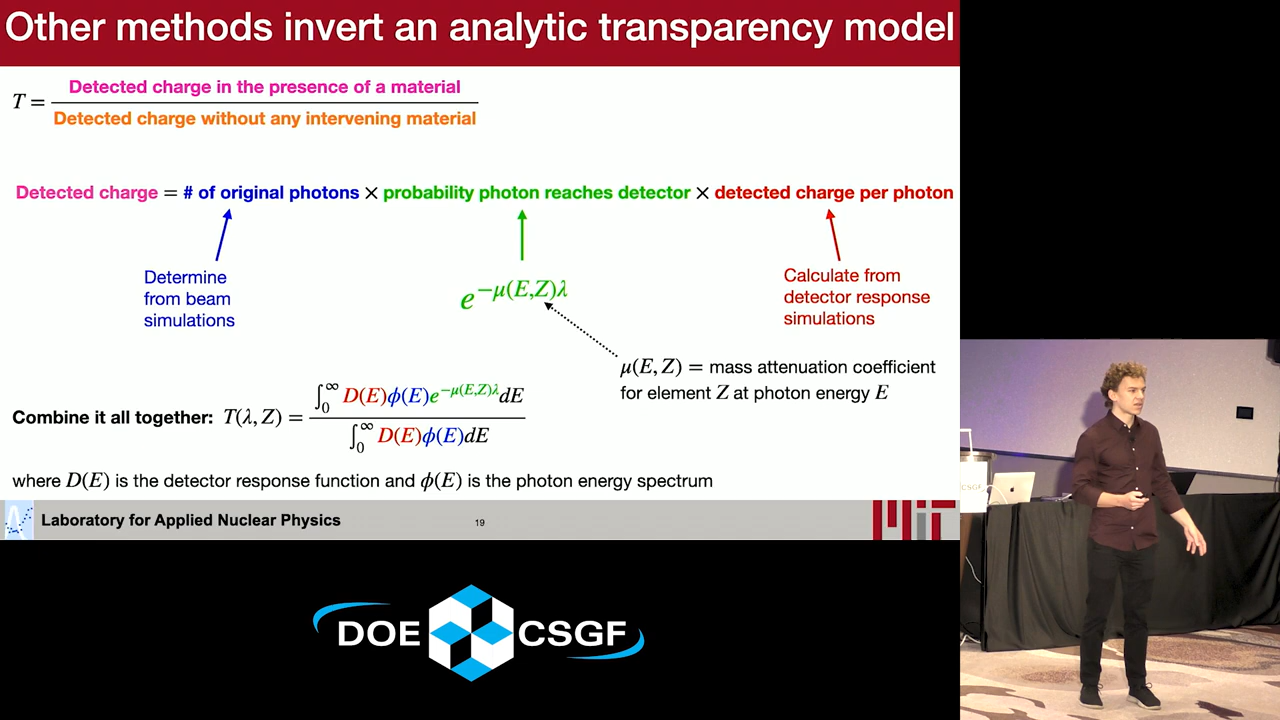 Other methods invert an analytic transparency model
T = Detected charge in the presence of a material / Detected charge without any intervening material
Detected charge = # of original photons × probability photon reaches detector × detected charge per photon
Determine
from beam
simulations
e^{−μ(E,Z)λ}
Calculate from
detector response
simulations
μ(E, Z) = mass attenuation coefficient
for element Z at photon energy E
Combine it all together: T(λ, Z) = ∫₀^∞ D(E)ϕ(E)e^{−μ(E,Z)λ}dE / ∫₀^∞ D(E)ϕ(E)dE
where D(E) is the detector response function and ϕ(E) is the photon energy spectrum
Laboratory for Applied Nuclear Physics
19
MIT
DOE CSGF
CSGF